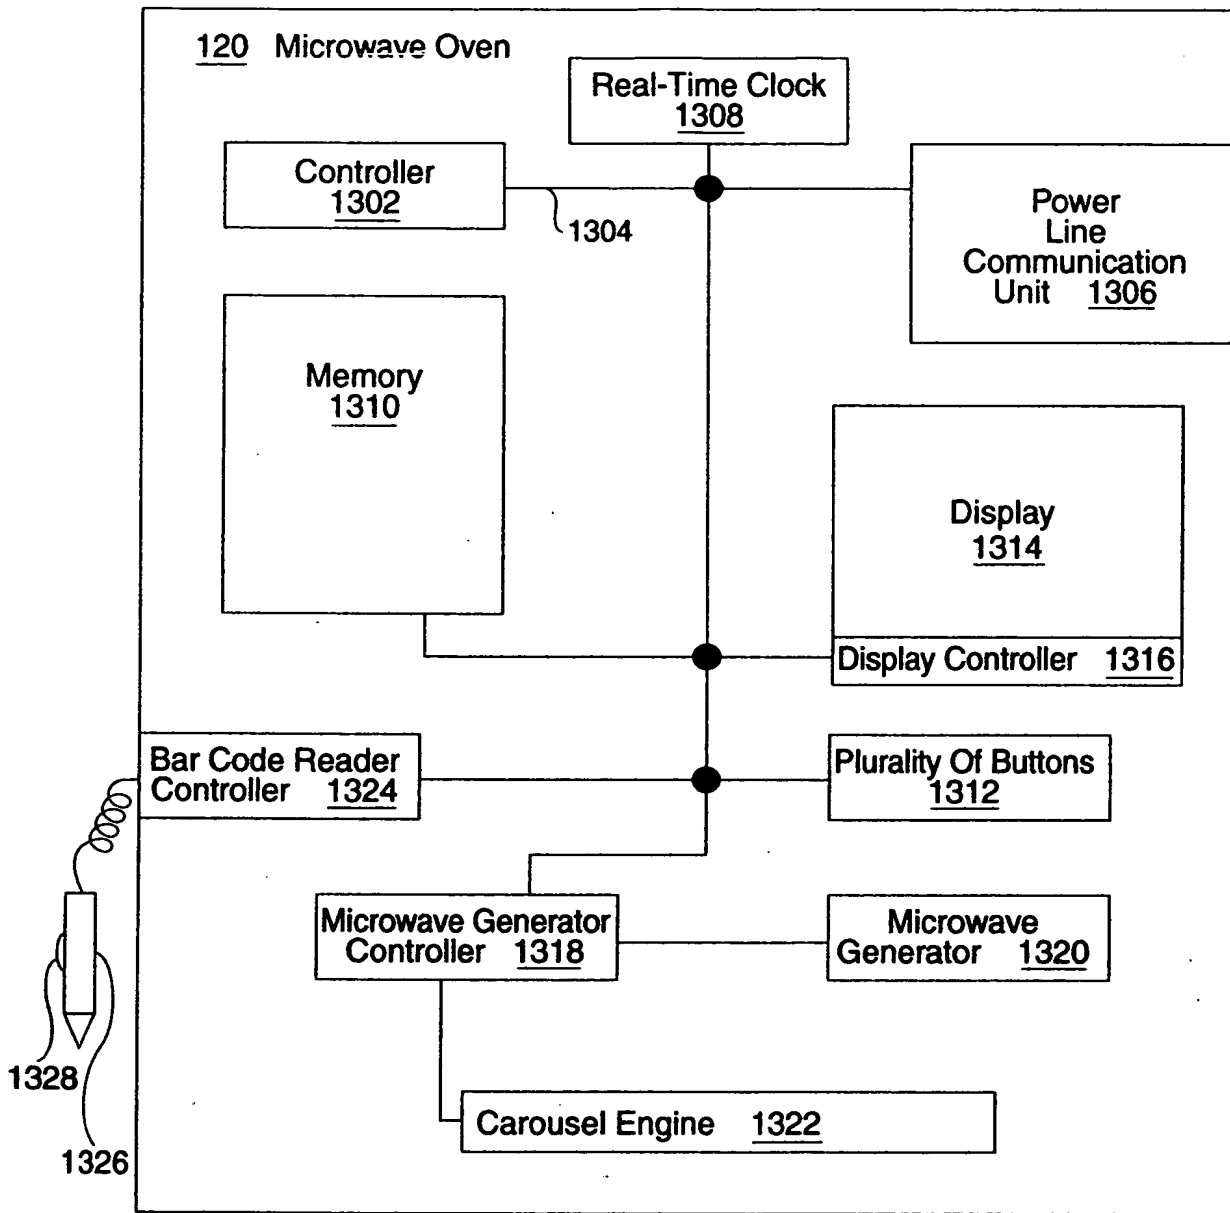 120 Microwave Oven
Real-Time Clock
1308
Controller
1302
1304
Power
Line
Communication
Unit 1306
Memory
1310
Display
1314
Display Controller 1316
Bar Code Reader
Controller 1324
Plurality Of Buttons
1312
Microwave Generator
Controller 1318
Microwave
Generator 1320
1328
1326
Carousel Engine 1322